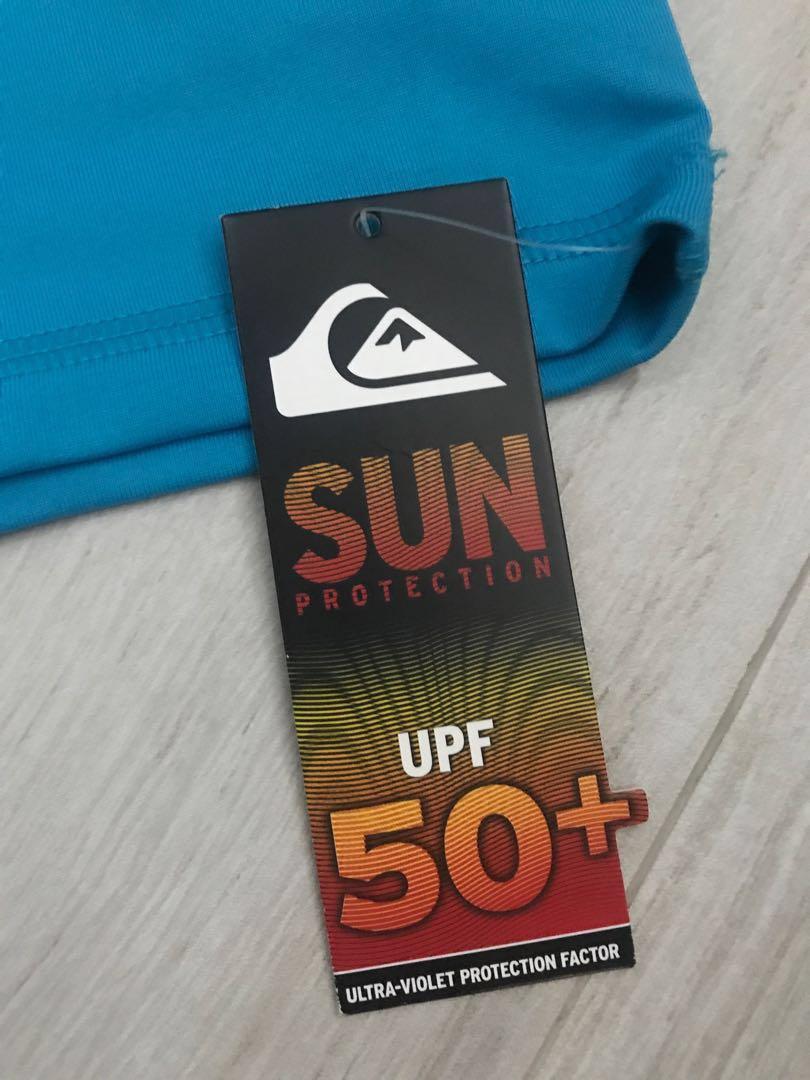 SUN
PROTECTION
UPF
50+
ULTRA-VIOLET PROTECTION FACTOR